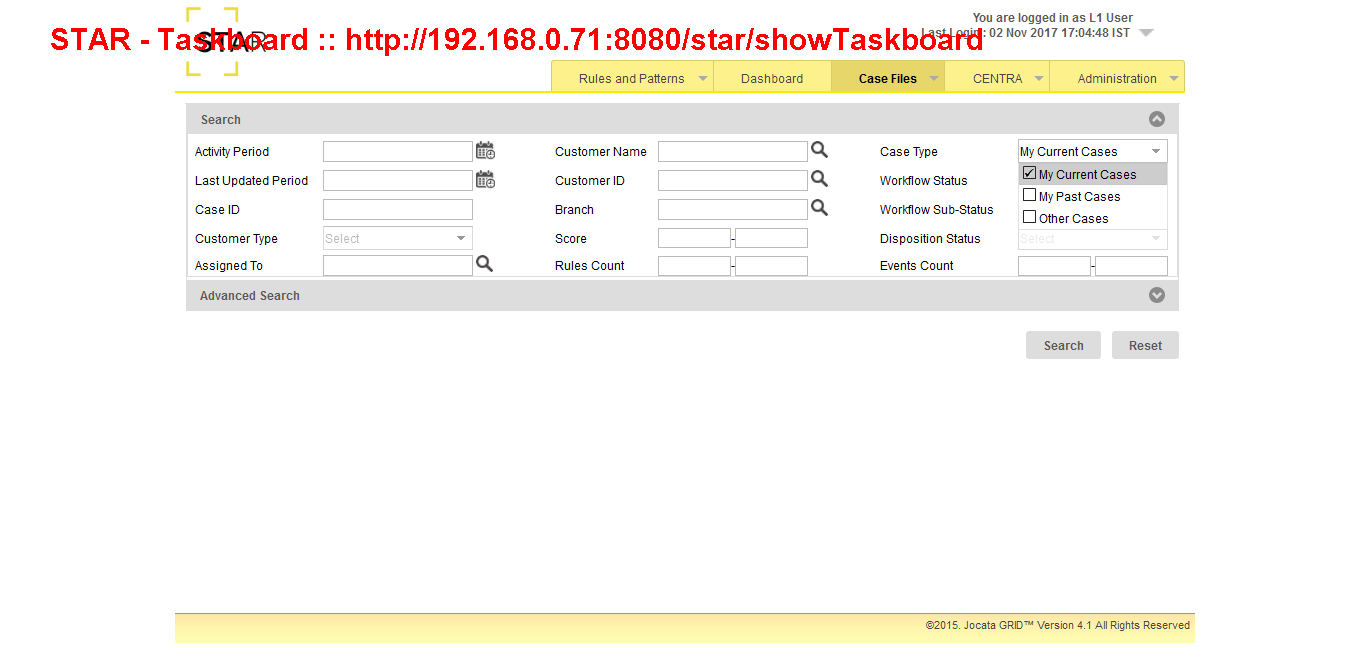 You are logged in as L1 User
STAR
Last Login : 02 Nov 2017 17:04:48 IST
STAR - Taskboard :: http://192.168.0.71:8080/star/showTaskboard
Rules and Patterns Dashboard Case Files CENTRA Administration
Search
Activity Period Customer Name Case Type My Current Cases
Last Updated Period Customer ID Workflow Status My Current Cases
My Past Cases
Case ID Branch Workflow Sub-Status Other Cases
Customer Type Select Score - Disposition Status Select
Assigned To Rules Count - Events Count -
Advanced Search
Search Reset
©2015. Jocata GRID™ Version 4.1 All Rights Reserved